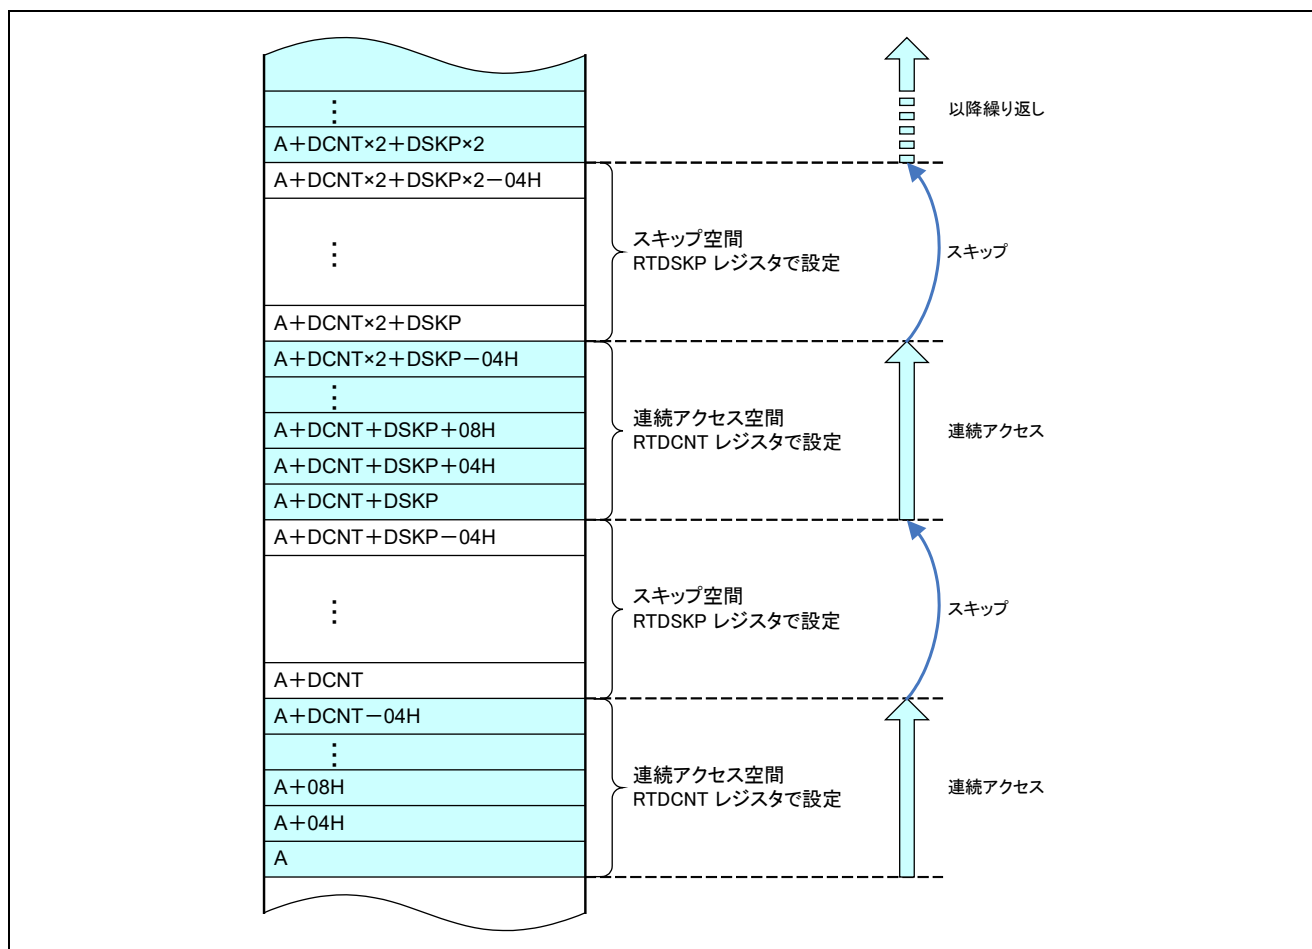 以降繰り返し
⋮
A+DCNT×2+DSKP×2
A+DCNT×2+DSKP×2-04H
⋮
スキップ空間
RTDSKP レジスタで設定
スキップ
A+DCNT×2+DSKP
A+DCNT×2+DSKP-04H
⋮
A+DCNT+DSKP+08H
A+DCNT+DSKP+04H
A+DCNT+DSKP
連続アクセス空間
RTDCNT レジスタで設定
連続アクセス
A+DCNT+DSKP-04H
⋮
スキップ空間
RTDSKP レジスタで設定
スキップ
A+DCNT
A+DCNT-04H
⋮
A+08H
A+04H
A
連続アクセス空間
RTDCNT レジスタで設定
連続アクセス